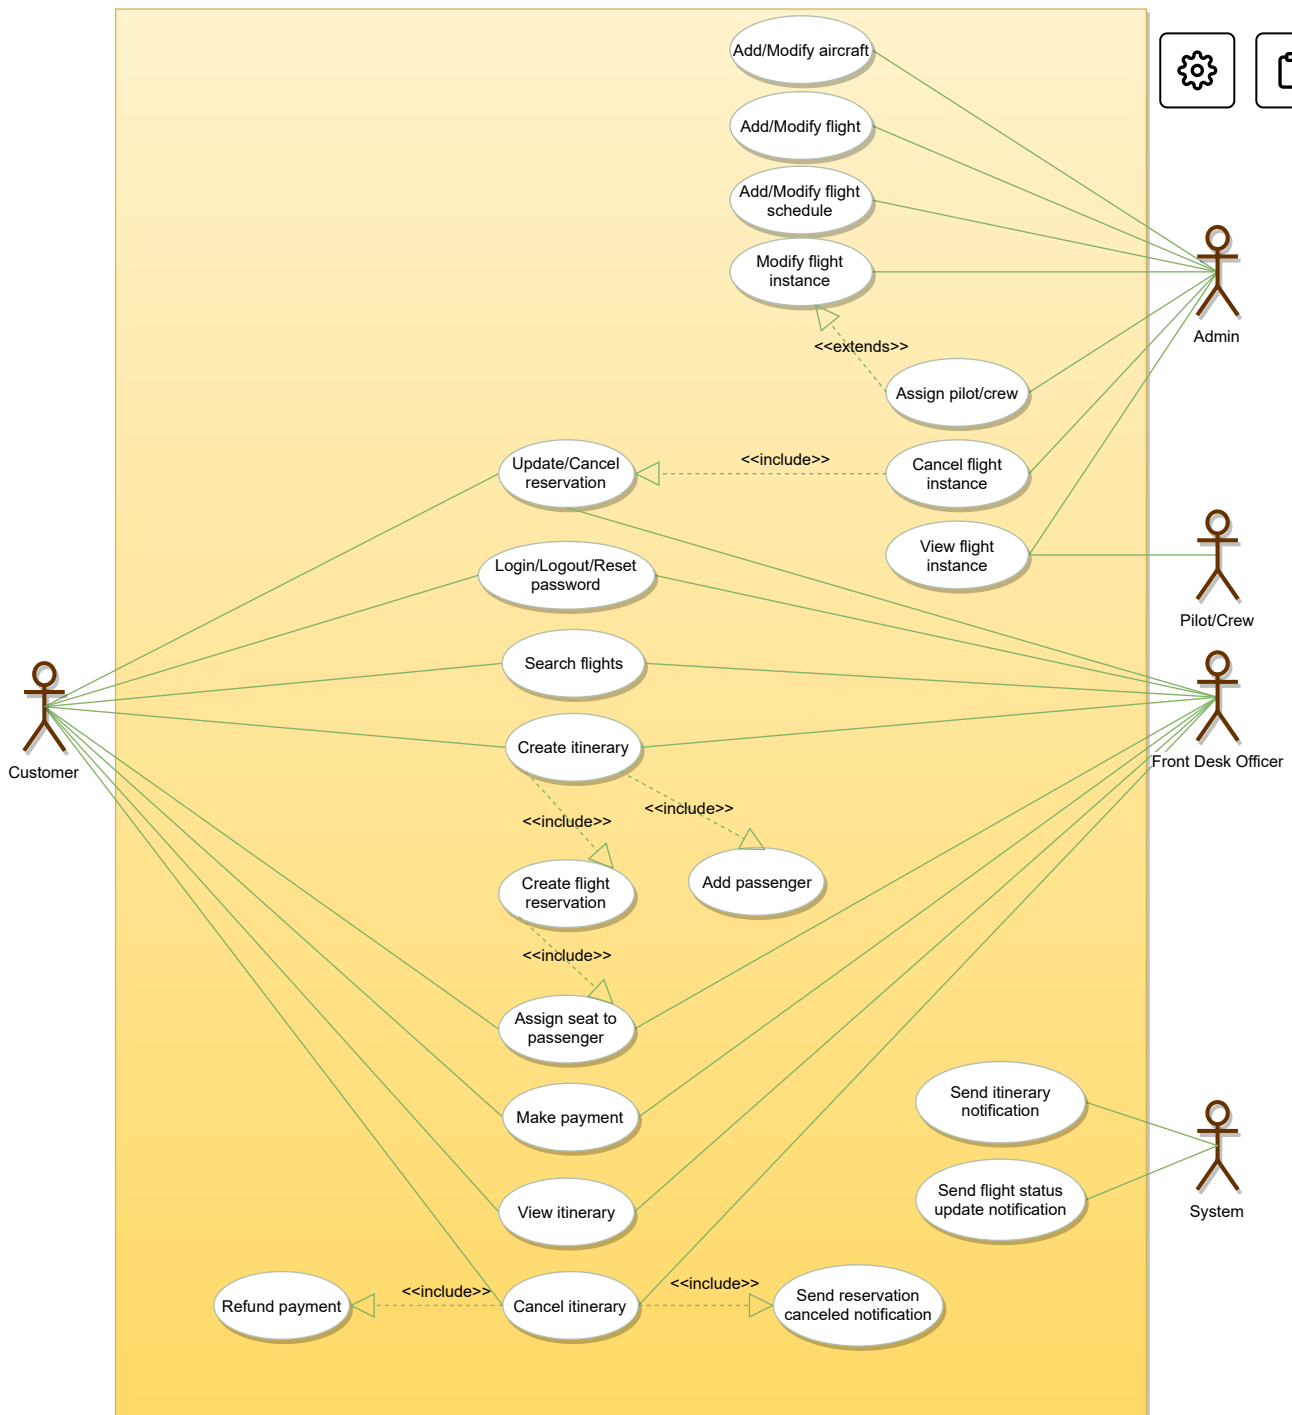 Add/Modify aircraft
Add/Modify flight
Add/Modify flight
schedule
Modify flight
instance
Admin
<<extends>>
Assign pilot/crew
Update/Cancel
reservation
<<include>>
Cancel flight
instance
View flight
instance
Login/Logout/Reset
password
Pilot/Crew
Search flights
Customer
Create itinerary
Front Desk Officer
<<include>>
<<include>>
Create flight
reservation
Add passenger
<<include>>
Assign seat to
passenger
Make payment
Send itinerary
notification
View itinerary
Send flight status
update notification
System
Refund payment
<<include>>
Cancel itinerary
<<include>>
Send reservation
canceled notification